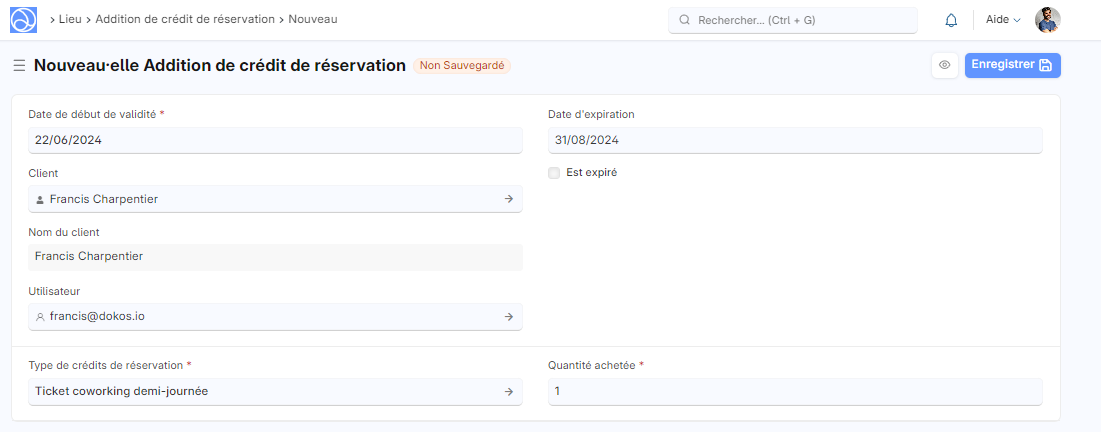 Lieu > Addition de crédit de réservation > Nouveau
Rechercher... (Ctrl + G)
Aide
Nouveau·elle Addition de crédit de réservation
Non Sauvegardé
Enregistrer
Date de début de validité *
Date d'expiration
22/06/2024
31/08/2024
Client
Est expiré
Francis Charpentier
Nom du client
Francis Charpentier
Utilisateur
francis@dokos.io
Type de crédits de réservation *
Quantité achetée *
Ticket coworking demi-journée
1